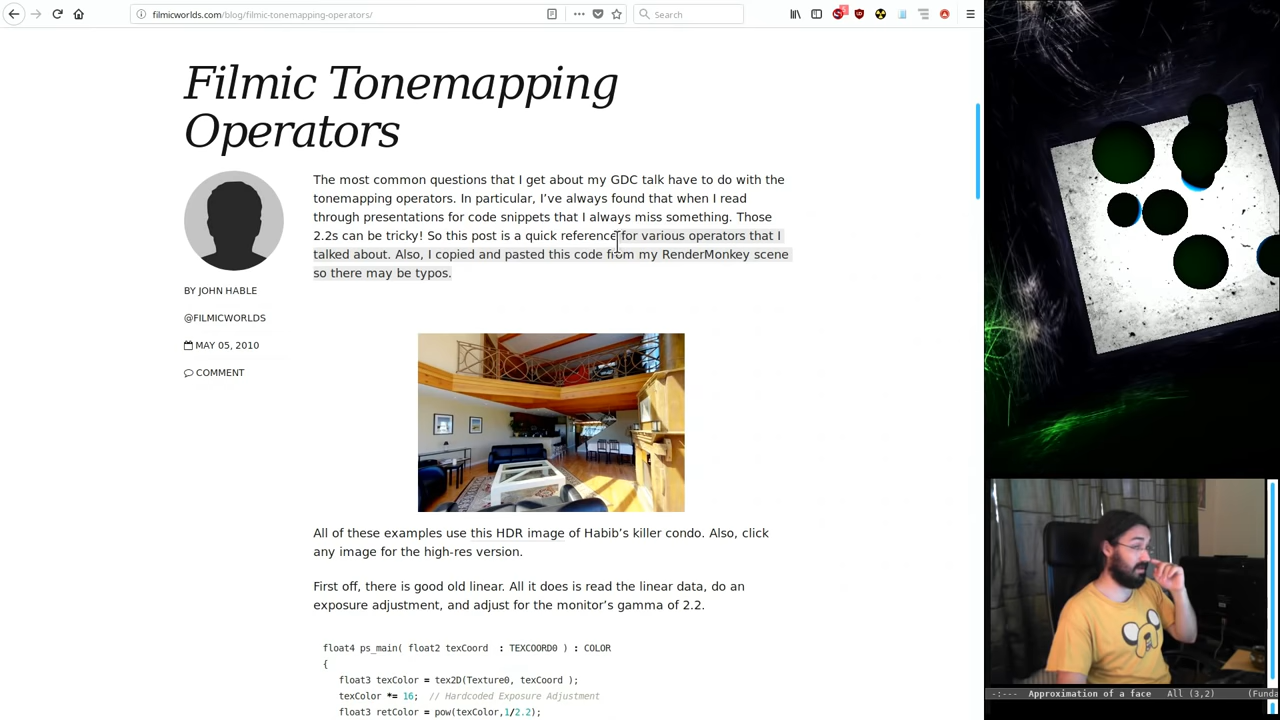 filmicworlds.com/blog/filmic-tonemapping-operators/
Search
Filmic Tonemapping
Operators
The most common questions that I get about my GDC talk have to do with the
tonemapping operators. In particular, I’ve always found that when I read
through presentations for code snippets that I always miss something. Those
2.2s can be tricky! So this post is a quick reference for various operators that I
talked about. Also, I copied and pasted this code from my RenderMonkey scene
so there may be typos.
BY JOHN HABLE
@FILMICWORLDS
MAY 05, 2010
COMMENT
All of these examples use this HDR image of Habib’s killer condo. Also, click
any image for the high-res version.
First off, there is good old linear. All it does is read the linear data, do an
exposure adjustment, and adjust for the monitor’s gamma of 2.2.
float4 ps_main( float2 texCoord  : TEXCOORD0 ) : COLOR
{
float3 texColor = tex2D(Texture0, texCoord );
texColor *= 16;  // Hardcoded Exposure Adjustment
float3 retColor = pow(texColor,1/2.2);
-:---  Approximation of a face   All (3,2)      (Funda